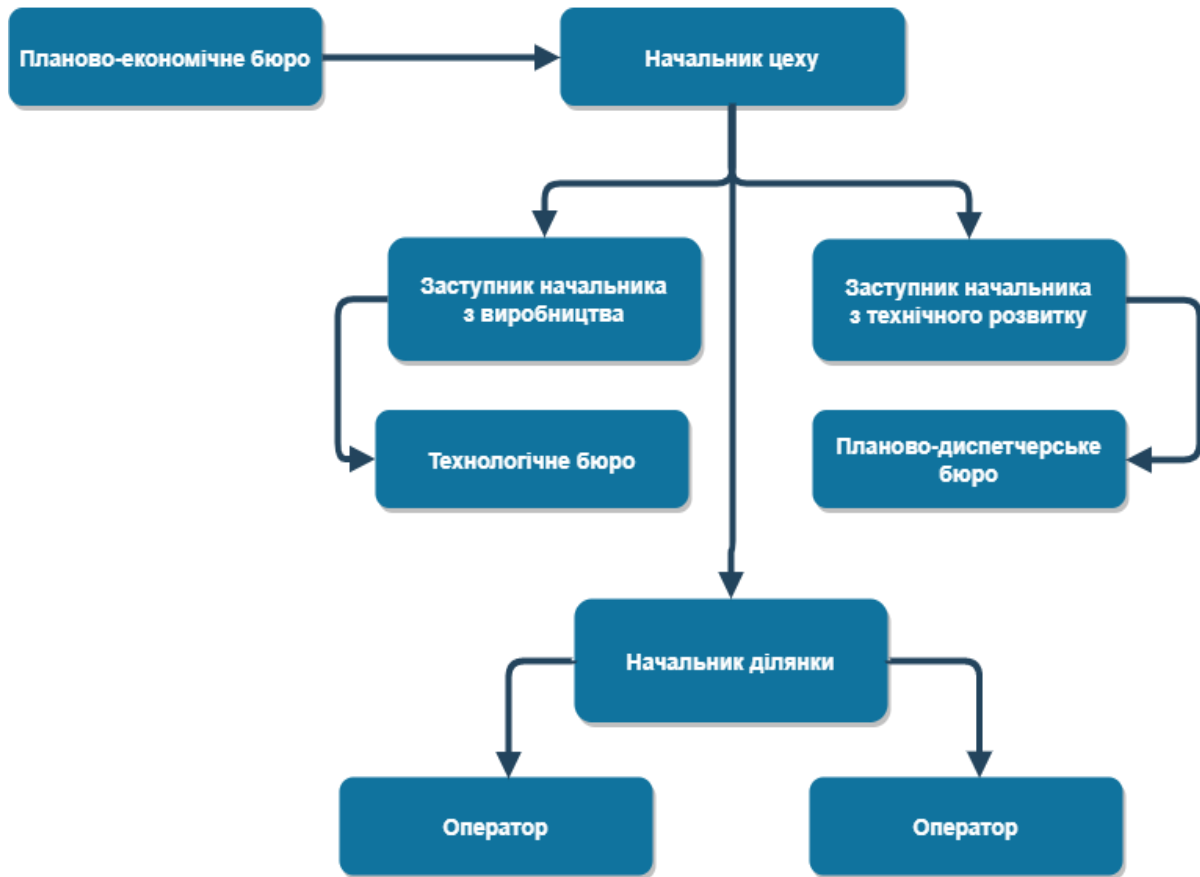 Планово-економічне бюро
Начальник цеху
Заступник начальника
з виробництва
Заступник начальника
з технічного розвитку
Технологічне бюро
Планово-диспетчерське
бюро
Начальник ділянки
Оператор
Оператор